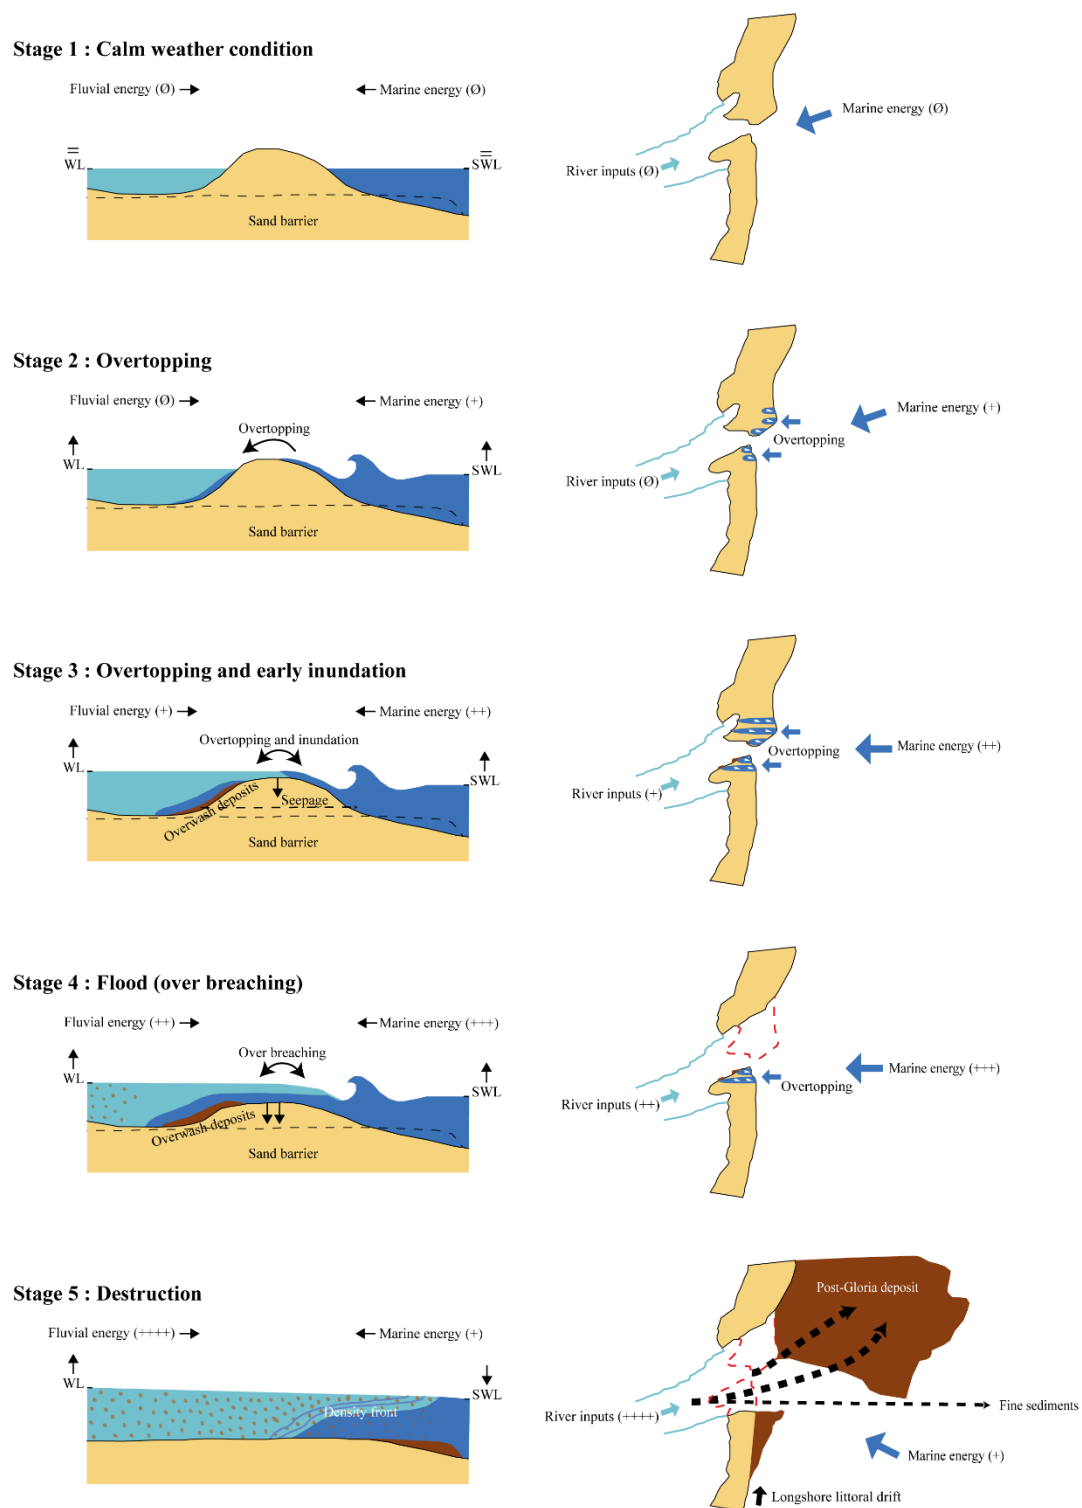 Stage 1 : Calm weather condition
Fluvial energy (Ø)
Marine energy (Ø)
WL
SWL
Sand barrier
Marine energy (Ø)
River inputs (Ø)
Stage 2 : Overtopping
Fluvial energy (Ø)
Marine energy (+)
Overtopping
WL
SWL
Sand barrier
Marine energy (+)
Overtopping
River inputs (Ø)
Stage 3 : Overtopping and early inundation
Fluvial energy (+)
Marine energy (++)
Overtopping and inundation
WL
SWL
Seepage
Overwash deposits
Sand barrier
Marine energy (++)
Overtopping
River inputs (+)
Stage 4 : Flood (over breaching)
Fluvial energy (++)
Marine energy (+++)
Over breaching
WL
SWL
Overwash deposits
Sand barrier
Marine energy (+++)
Overtopping
River inputs (++)
Stage 5 : Destruction
Fluvial energy (++++)
Marine energy (+)
WL
SWL
Density front
Post-Gloria deposit
Fine sediments
River inputs (++++)
Marine energy (+)
Longshore littoral drift